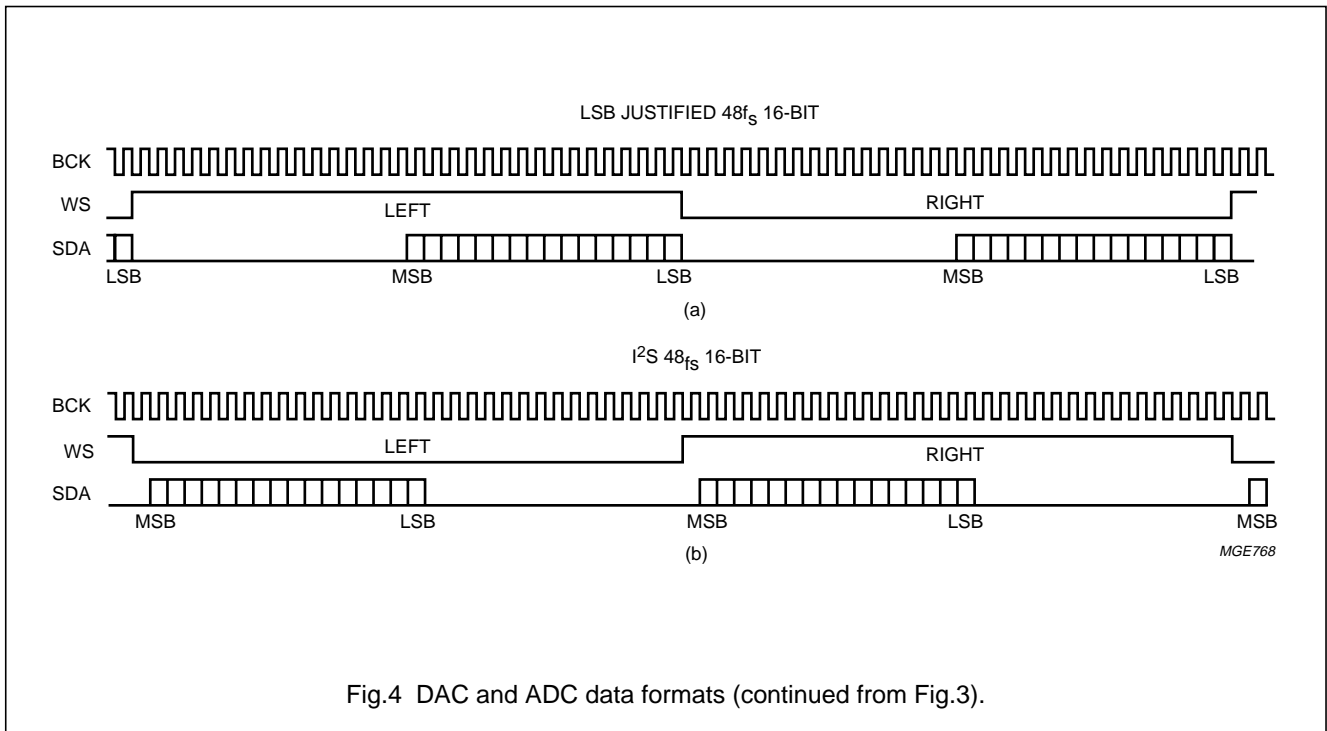 LSB JUSTIFIED 48fs 16-BIT
BCK
WS
LEFT
RIGHT
SDA
LSB
MSB
LSB
MSB
LSB
(a)
I²S 48fs 16-BIT
BCK
WS
LEFT
RIGHT
SDA
MSB
LSB
MSB
LSB
MSB
(b)
MGE768
Fig.4 DAC and ADC data formats (continued from Fig.3).